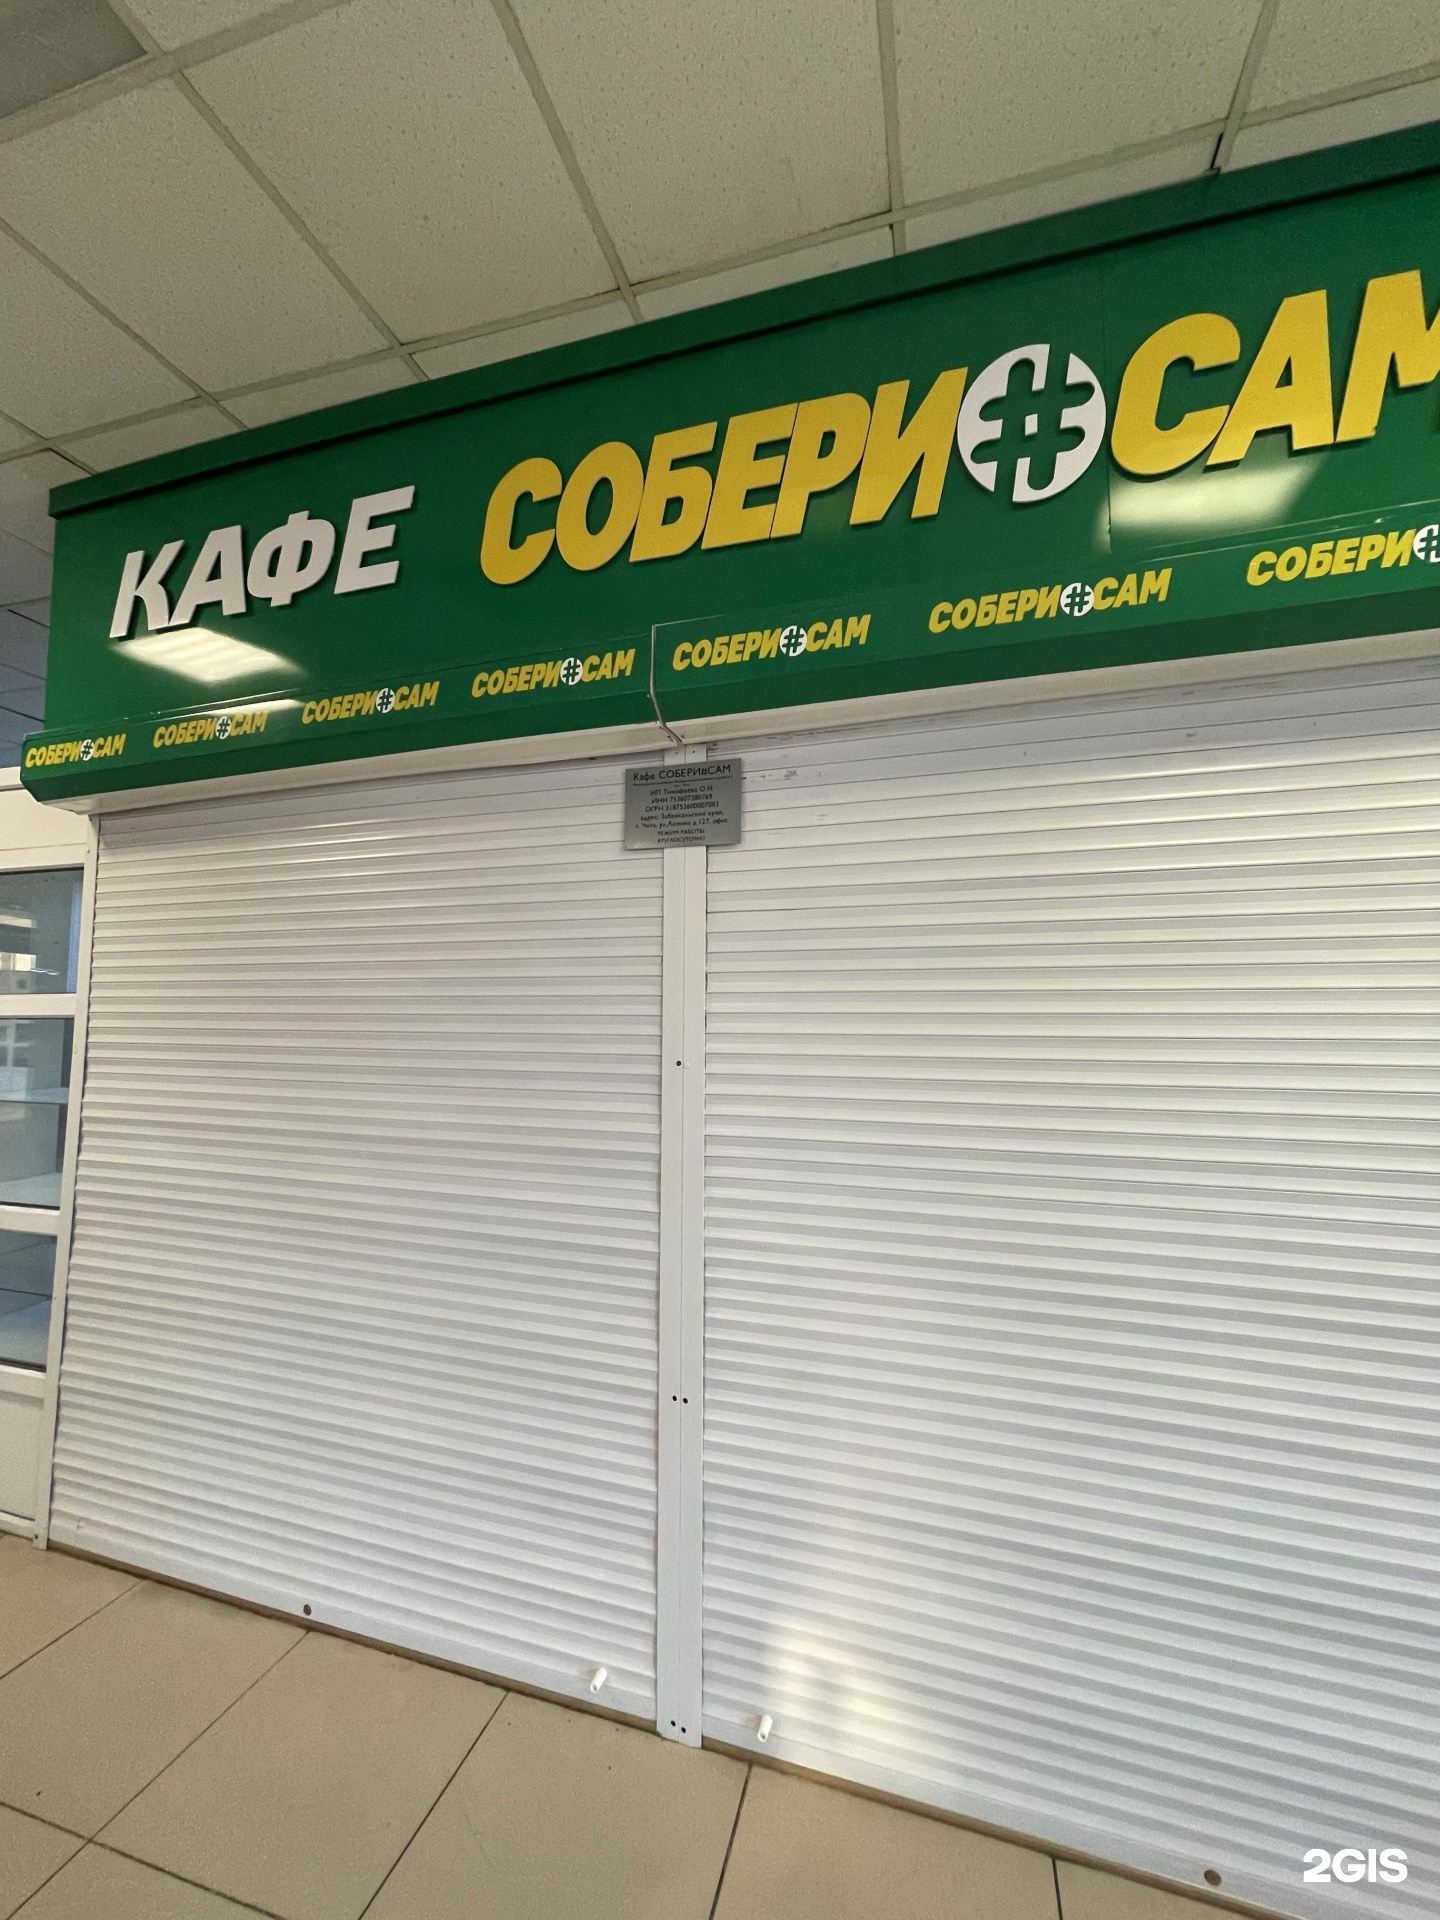 КАФЕ СОБЕРИ#САМ
СОБЕРИ#САМ СОБЕРИ#САМ СОБЕРИ#САМ СОБЕРИ#САМ СОБЕРИ#САМ СОБЕРИ#САМ СОБЕРИ#
Кафе СОБЕРИ#САМ
ИП Тимофеева О.Н.
ИНН 753607380769
ОГРН 318753600007083
адрес: Забайкальский край,
г. Чита, ул.Ленина д.127, офис
РЕЖИМ РАБОТЫ
КРУГЛОСУТОЧНО
2GIS